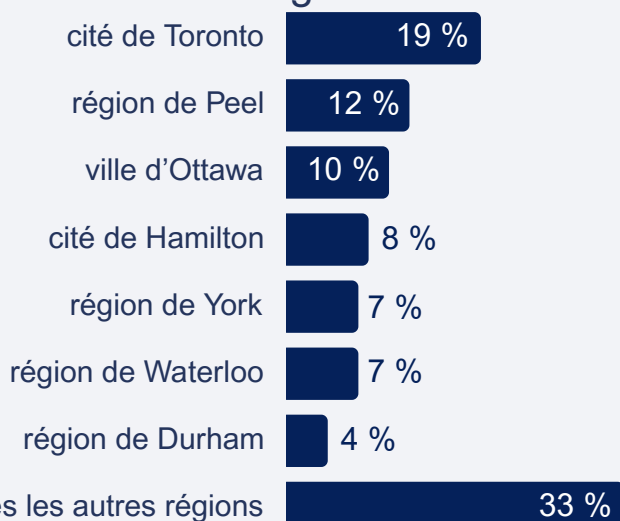 cité de Toronto 19 %
région de Peel 12 %
ville d’Ottawa 10 %
cité de Hamilton 8 %
région de York 7 %
région de Waterloo 7 %
région de Durham 4 %
les autres régions 33 %